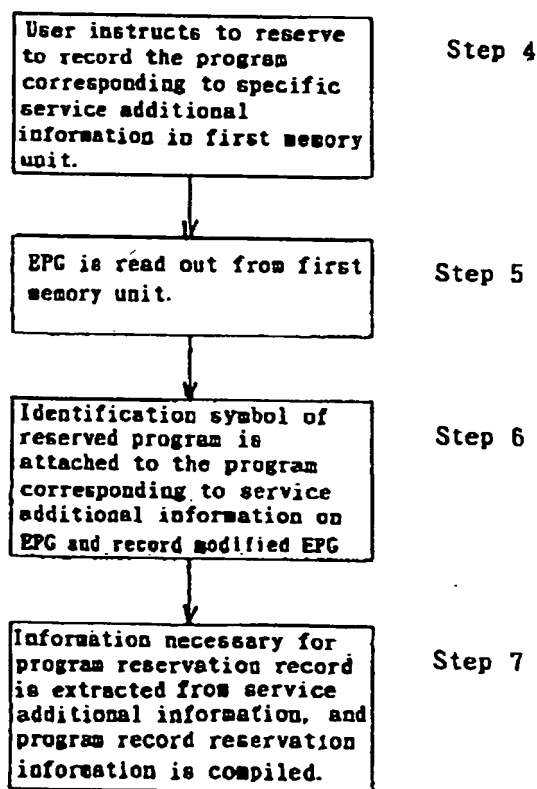 User instructs to reserve
to record the program
corresponding to specific
service additional
information in first memory
unit.
Step 4
EPG is read out from first
memory unit.
Step 5
Identification symbol of
reserved program is
attached to the program
corresponding to service
additional information on
EPG and record modified EPG
Step 6
Information necessary for
program reservation record
is extracted from service
additional information, and
program record reservation
information is compiled.
Step 7